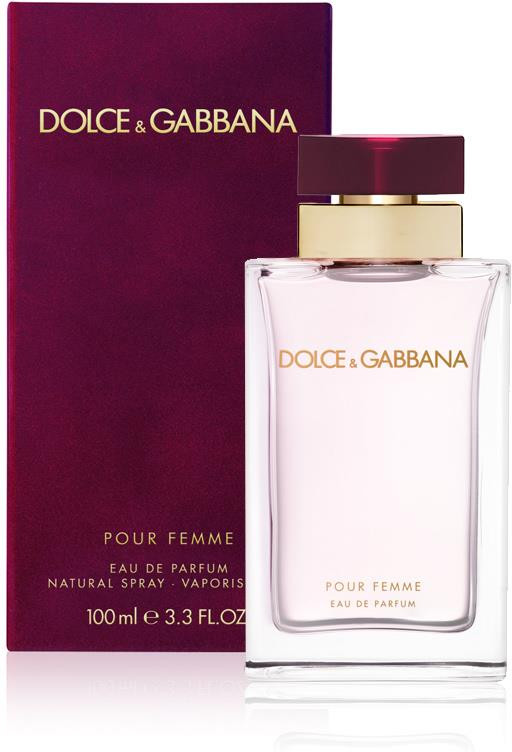 DOLCE & GABBANA
POUR FEMME
EAU DE PARFUM
NATURAL SPRAY - VAPORIS
100 ml e 3.3 FL.OZ
DOLCE & GABBANA
POUR FEMME
EAU DE PARFUM